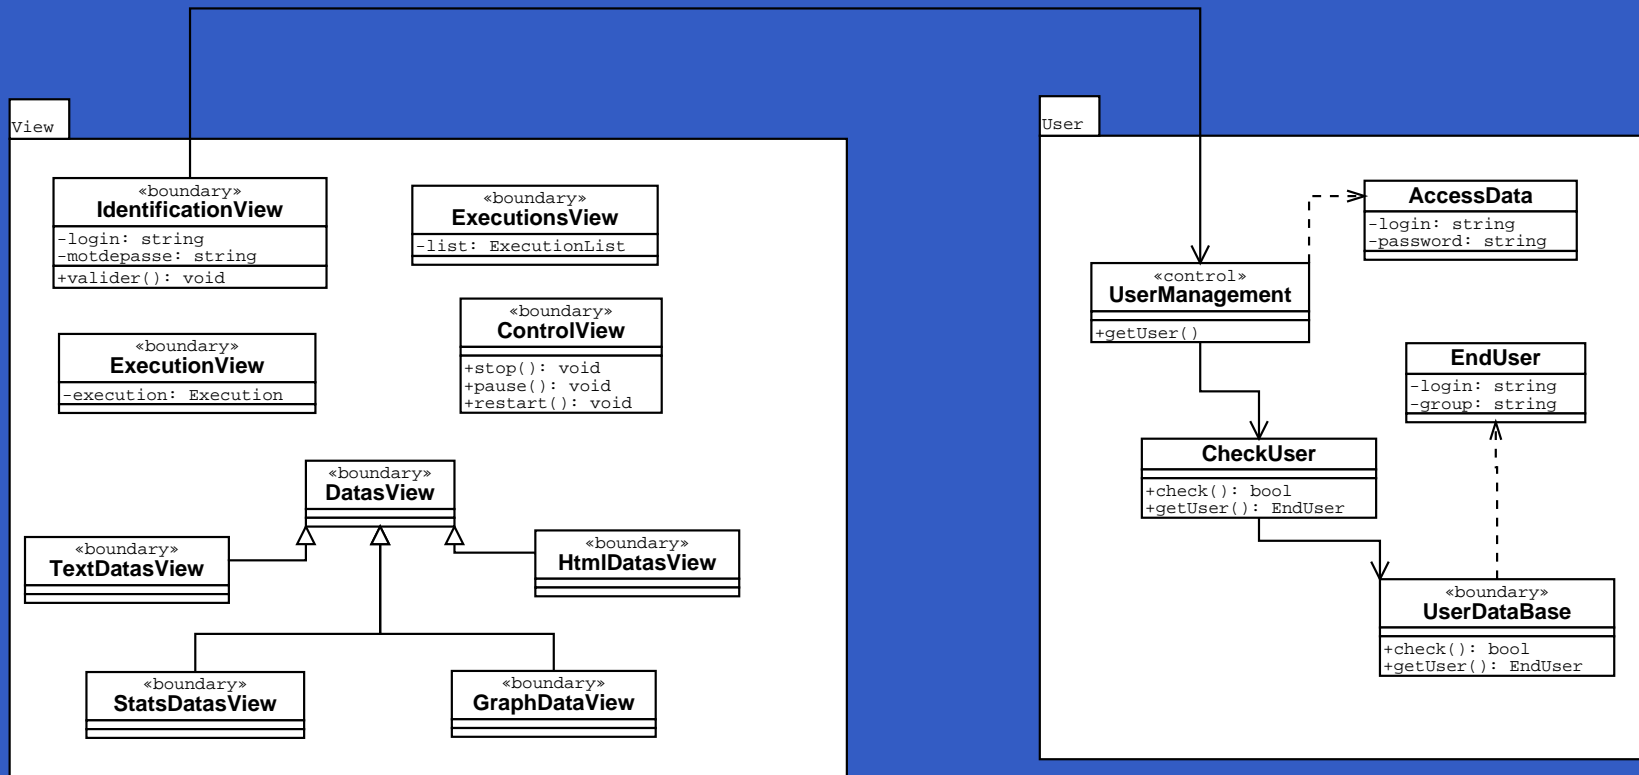 View
«boundary»
IdentificationView
-login: string
-motdepasse: string
+valider(): void
«boundary»
ExecutionsView
-list: ExecutionList
«boundary»
ExecutionView
-execution: Execution
«boundary»
ControlView
+stop(): void
+pause(): void
+restart(): void
«boundary»
DatasView
«boundary»
TextDatasView
«boundary»
HtmlDatasView
«boundary»
StatsDatasView
«boundary»
GraphDataView
User
AccessData
-login: string
-password: string
«control»
UserManagement
+getUser()
EndUser
-login: string
-group: string
CheckUser
+check(): bool
+getUser(): EndUser
«boundary»
UserDataBase
+check(): bool
+getUser(): EndUser